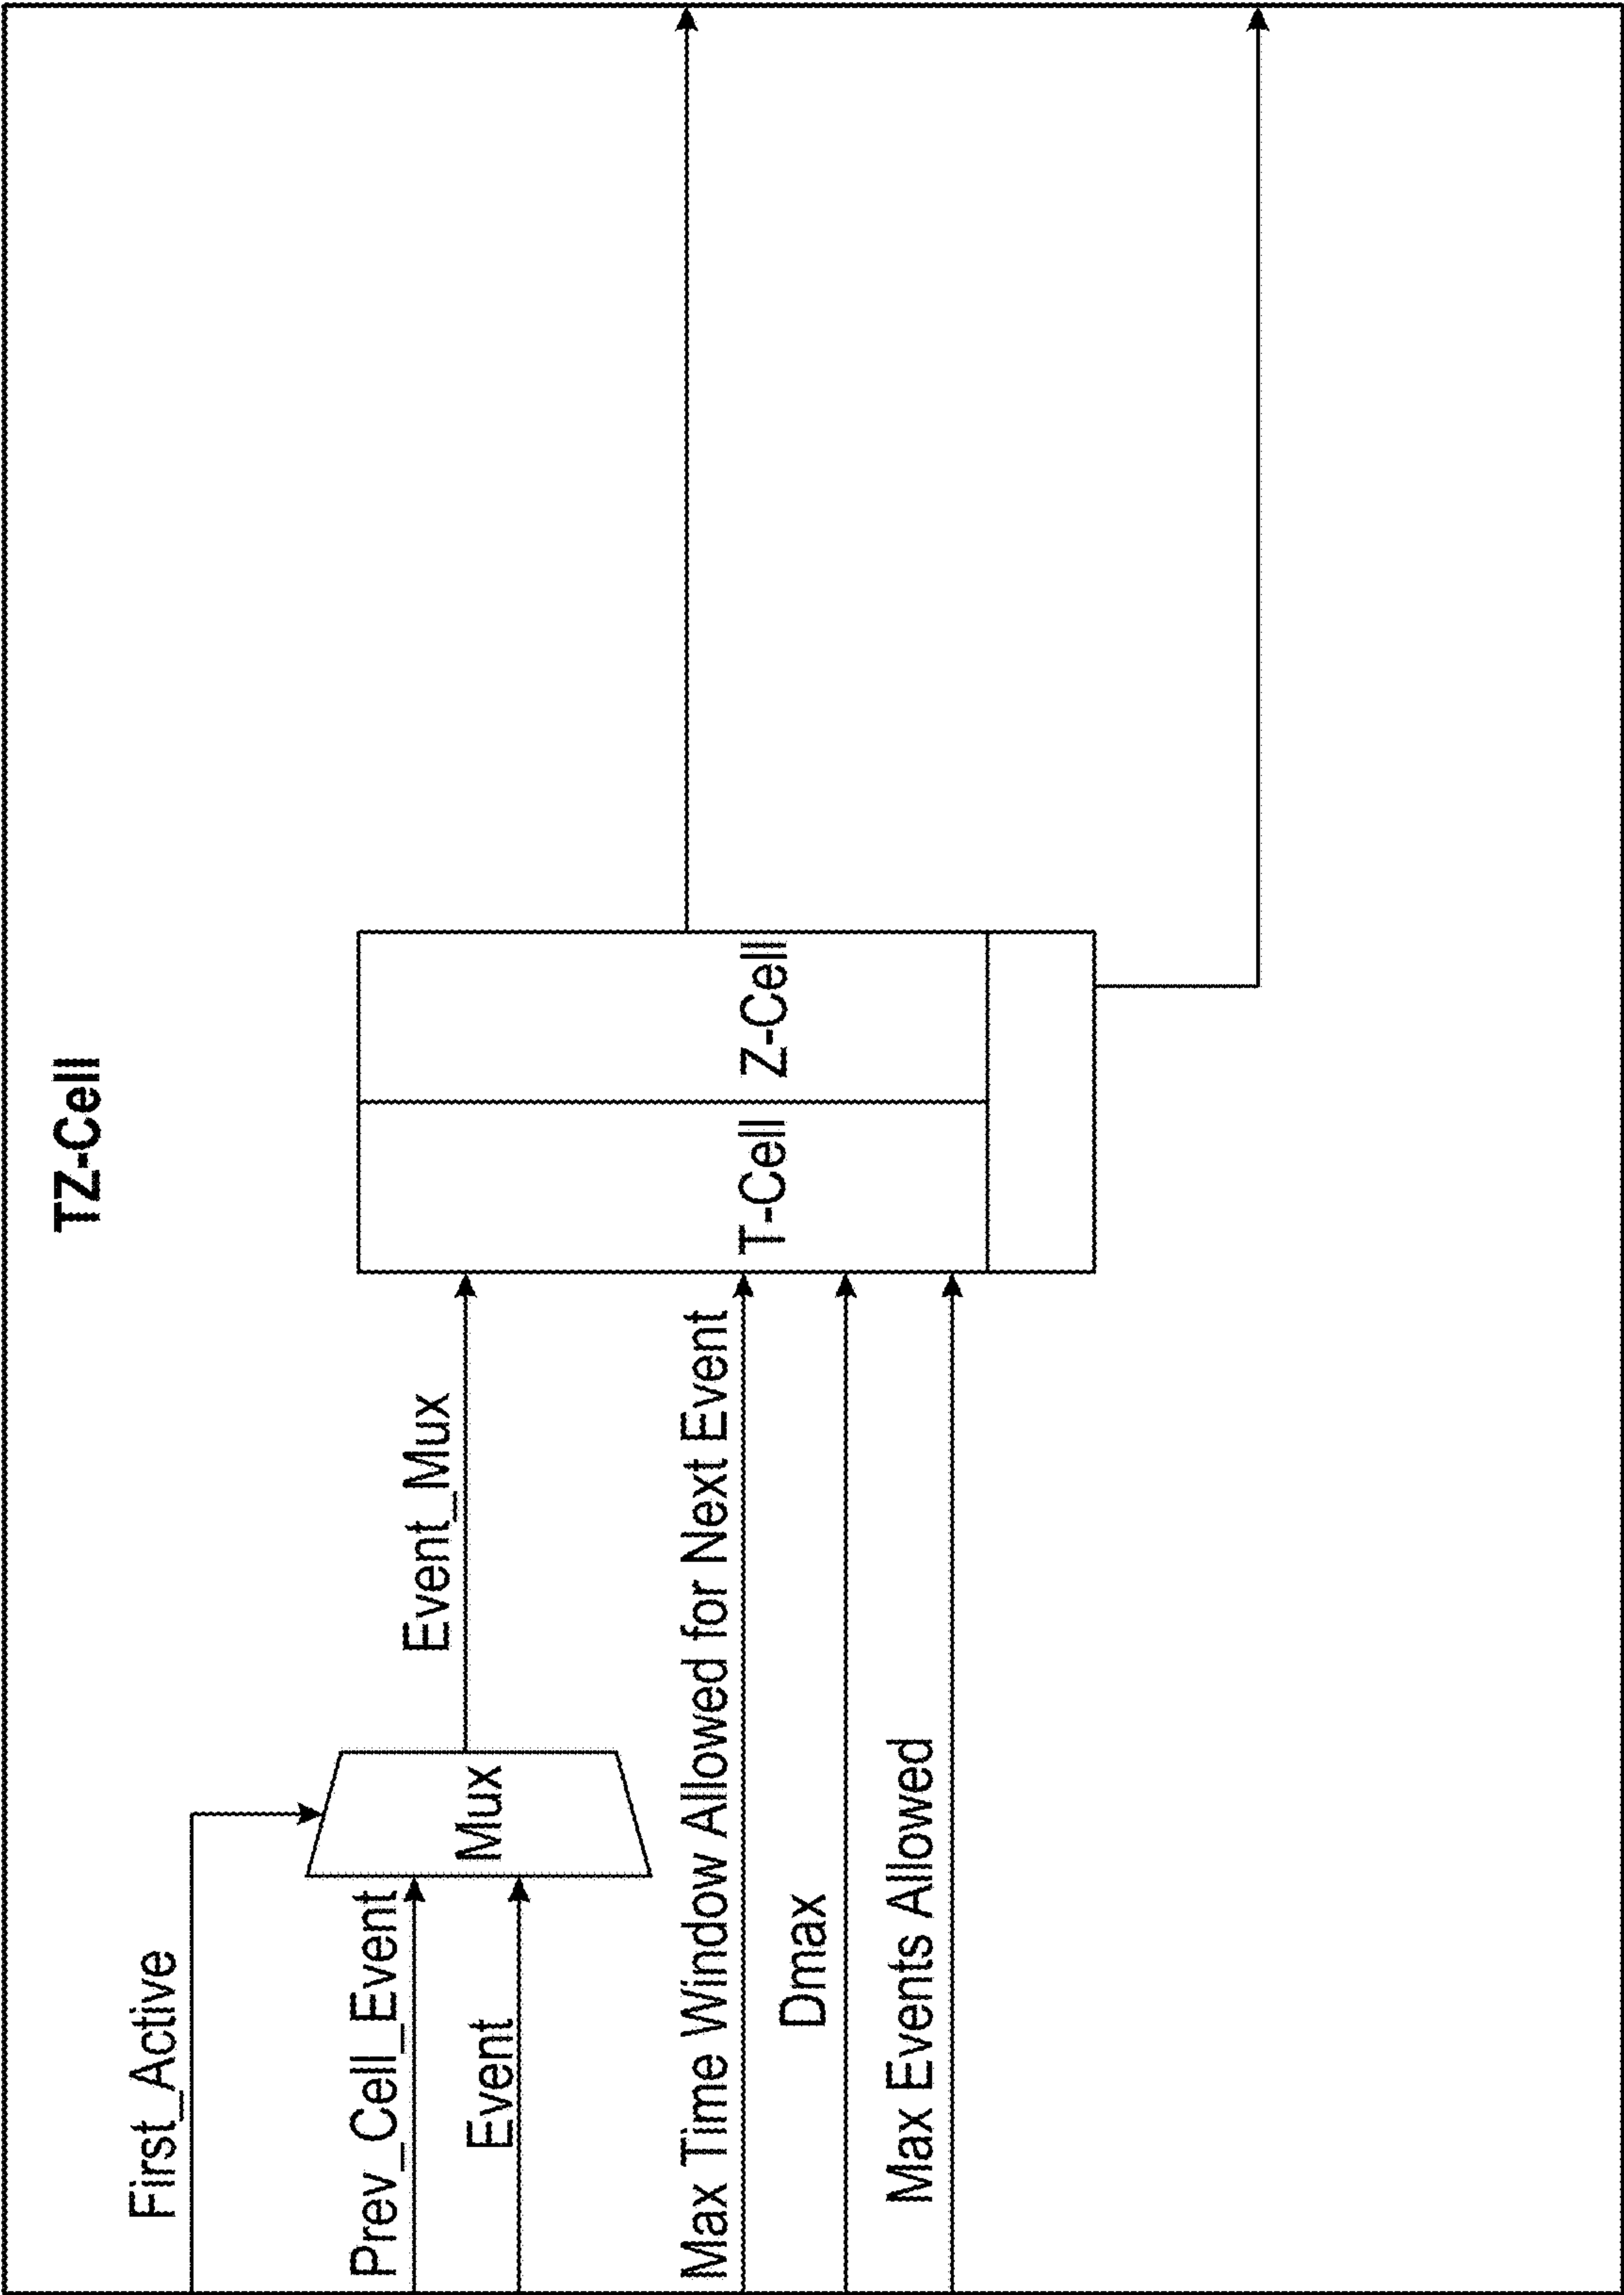 TZ-Cell
First_Active
Prev_Cell_Event
Event
Mux
Event_Mux
Max Time Window Allowed for Next Event
Dmax
Max Events Allowed
T-Cell
Z-Cell